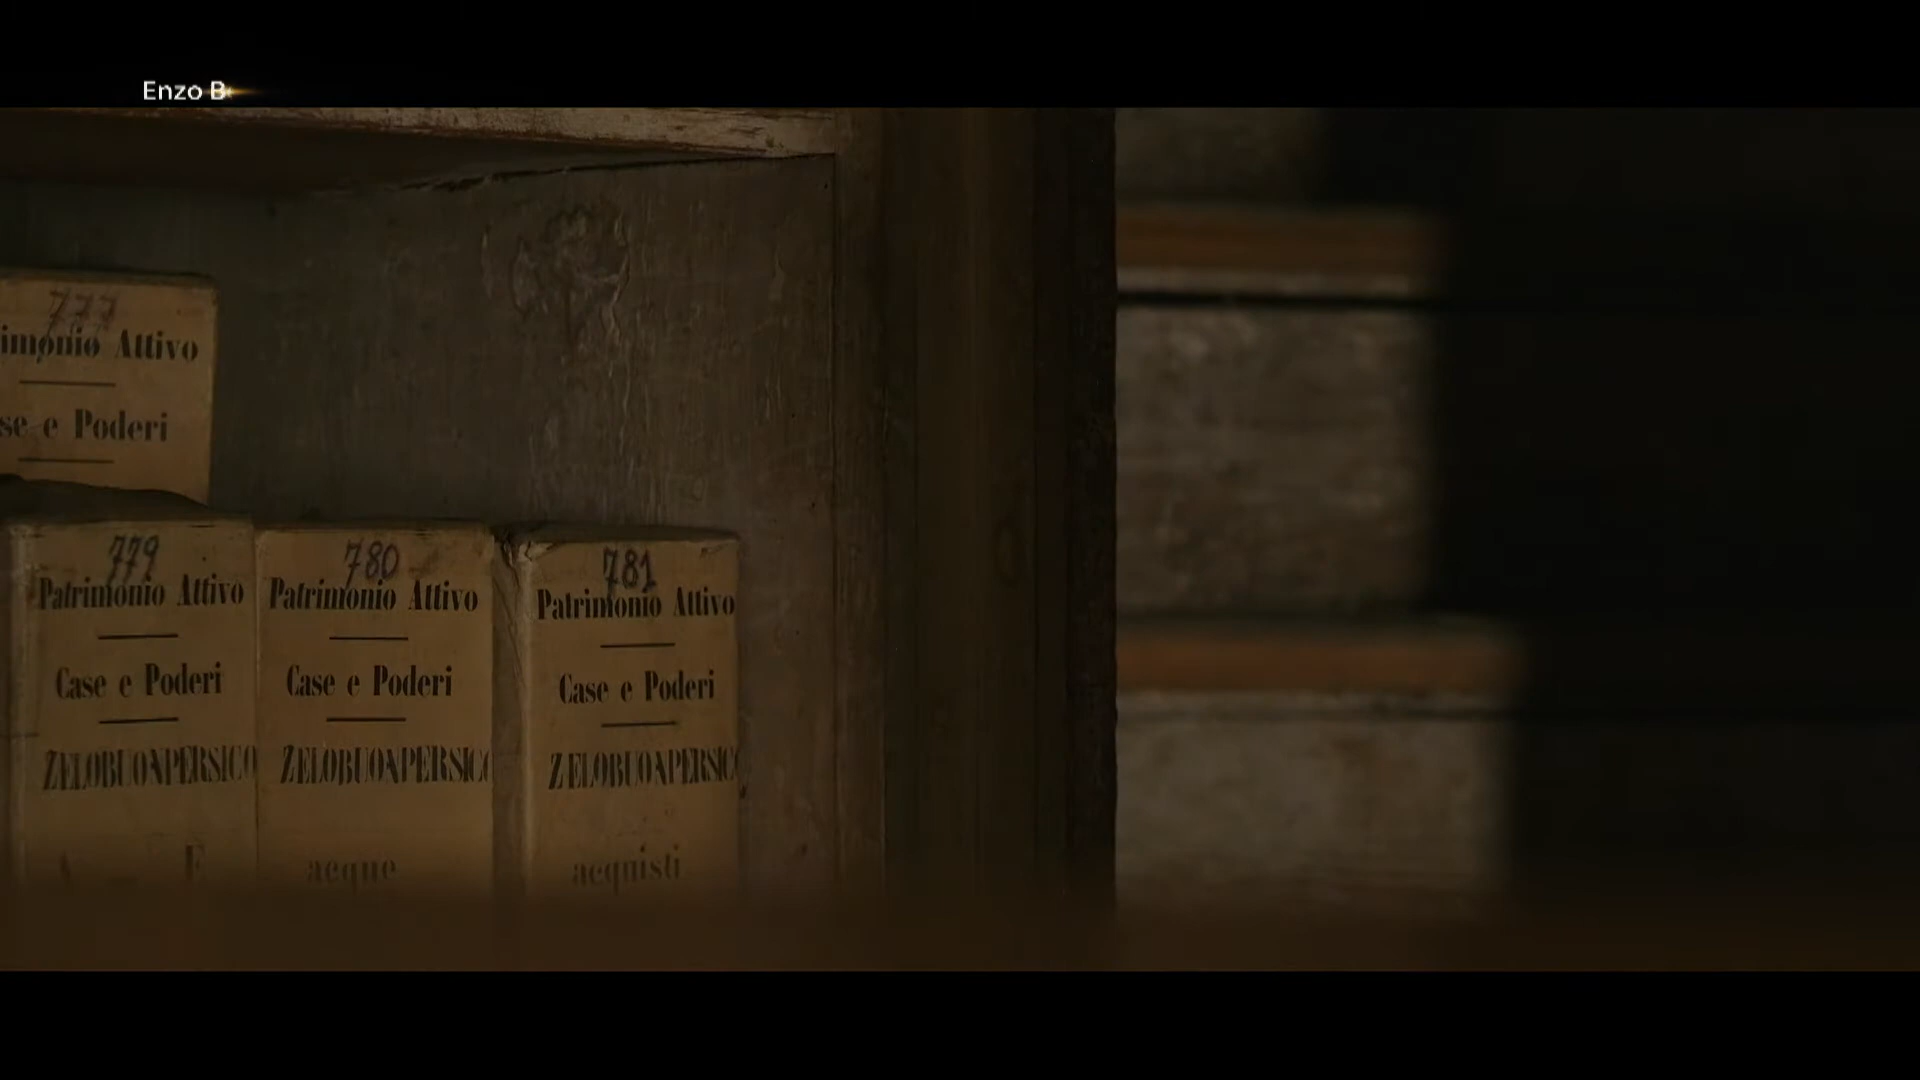 Enzo B
777
imonio Attivo
se e Poderi
779
Patrimonio Attivo
Case e Poderi
ZELOBUONPERSICO
780
Patrimonio Attivo
Case e Poderi
ZELOBUONPERSICO
acque
781
Patrimonio Attivo
Case e Poderi
ZELOBUONPERSICO
acquisti